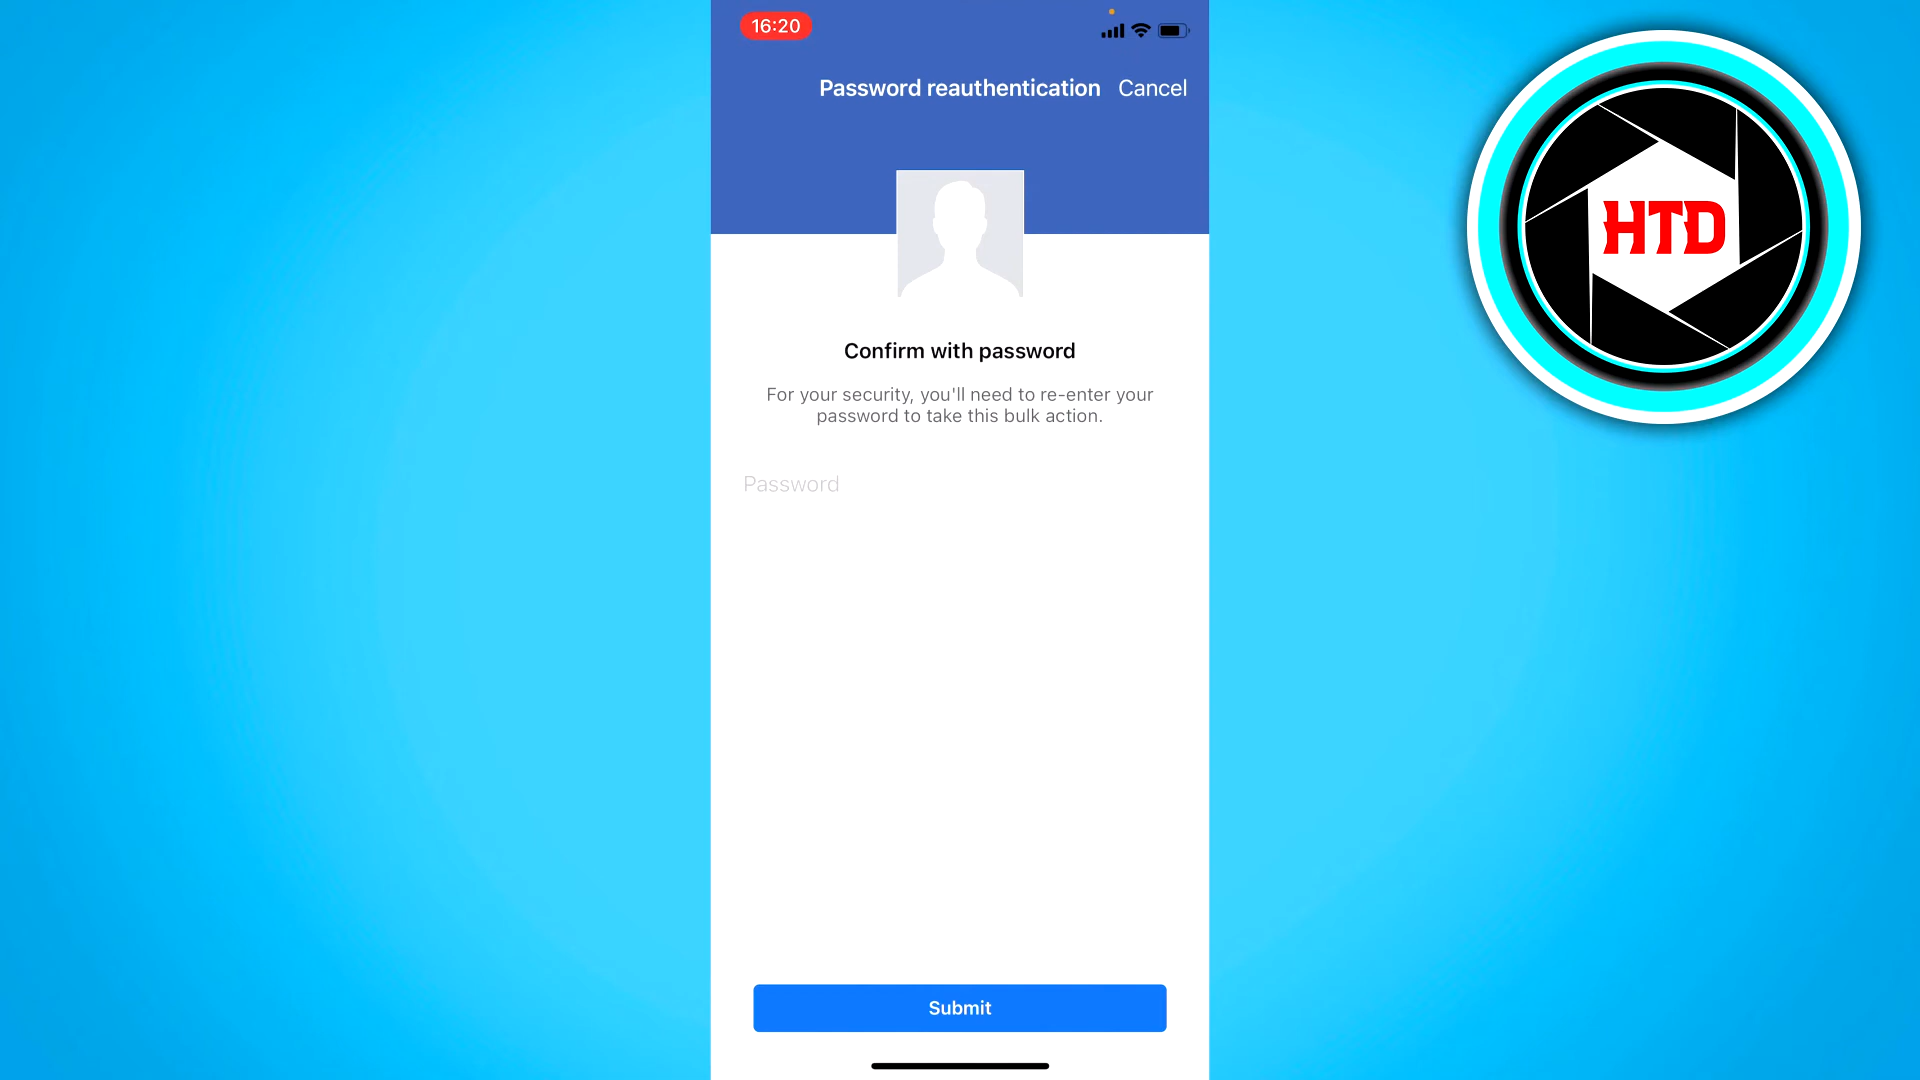 16:20
Password reauthentication Cancel
HTD
Confirm with password
For your security, you'll need to re-enter your
password to take this bulk action.
Password
Submit